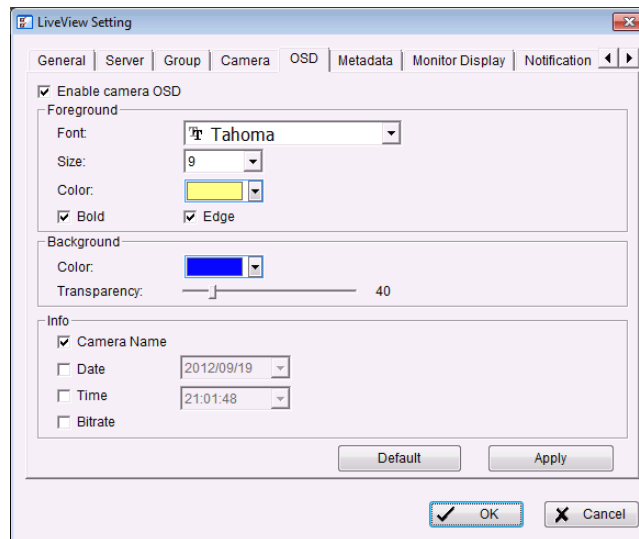 LiveView Setting
General Server Group Camera OSD Metadata Monitor Display Notification
Enable camera OSD
Foreground
Font: Tahoma
Size: 9
Color:
Bold Edge
Background
Color:
Transparency: 40
Info
Camera Name
Date 2012/09/19
Time 21:01:48
Bitrate
Default Apply
OK Cancel